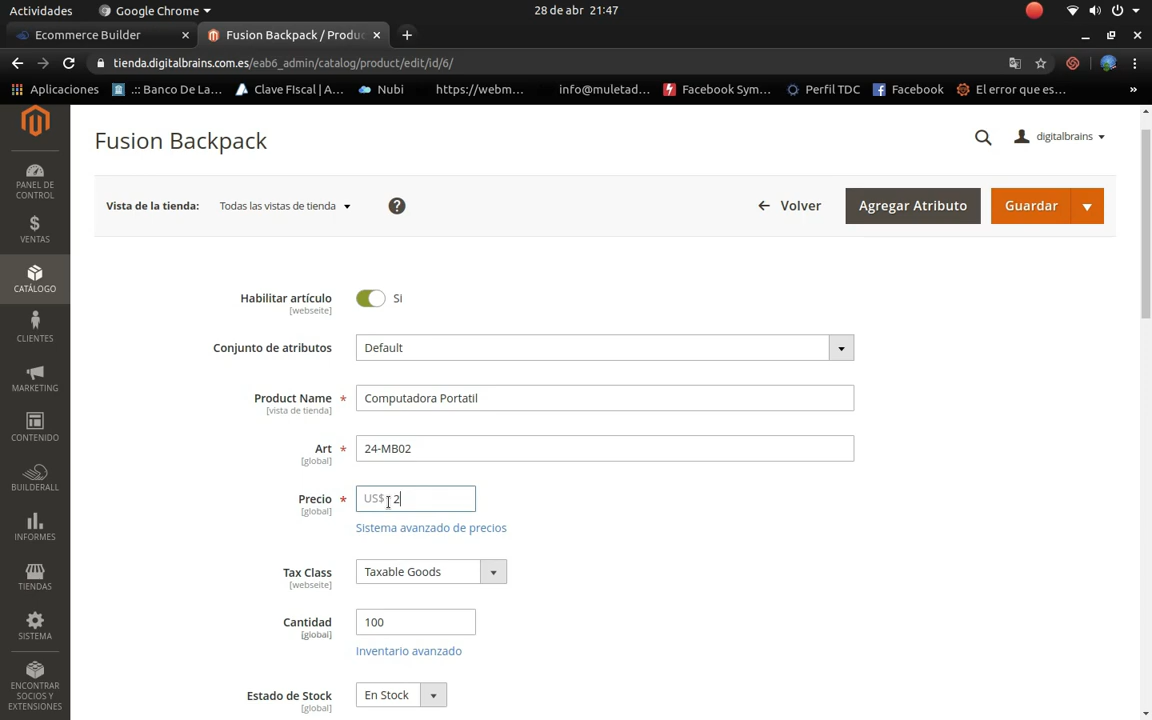 Actividades Google Chrome 28 de abr 21:47
Ecommerce Builder × Fusion Backpack / Produc × +
tienda.digitalbrains.com.es/eab6_admin/catalog/product/edit/id/6/
Aplicaciones .:: Banco De La... Clave FIscal | A... Nubi https://webm... info@muletad... Facebook Sym... Perfil TDC Facebook El error que es... »
Fusion Backpack
digitalbrains
PANEL DE
CONTROL
VENTAS
CATÁLOGO
CLIENTES
MARKETING
CONTENIDO
BUILDERALL
INFORMES
TIENDAS
SISTEMA
ENCONTRAR
SOCIOS Y
EXTENSIONES
Vista de la tienda: Todas las vistas de tienda ? Volver Agregar Atributo Guardar
Habilitar artículo Si
[webseite]
Conjunto de atributos Default
Product Name * Computadora Portatil
[vista de tienda]
Art * 24-MB02
[global]
Precio * US$ 2
[global]
Sistema avanzado de precios
Tax Class Taxable Goods
[webseite]
Cantidad 100
[global]
Inventario avanzado
Estado de Stock En Stock
[global]